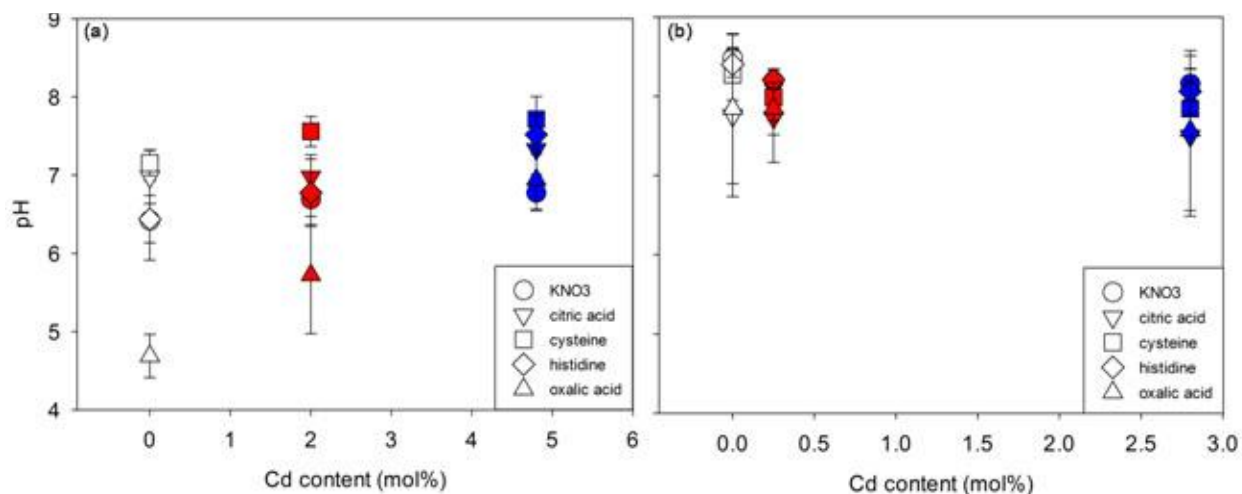 (a)
9
8
7
6
5
4
pH
0 1 2 3 4 5 6
Cd content (mol%)
KNO3
citric acid
cysteine
histidine
oxalic acid
(b)
0.0 0.5 1.0 1.5 2.0 2.5 3.0
Cd content (mol%)
KNO3
citric acid
cysteine
histidine
oxalic acid